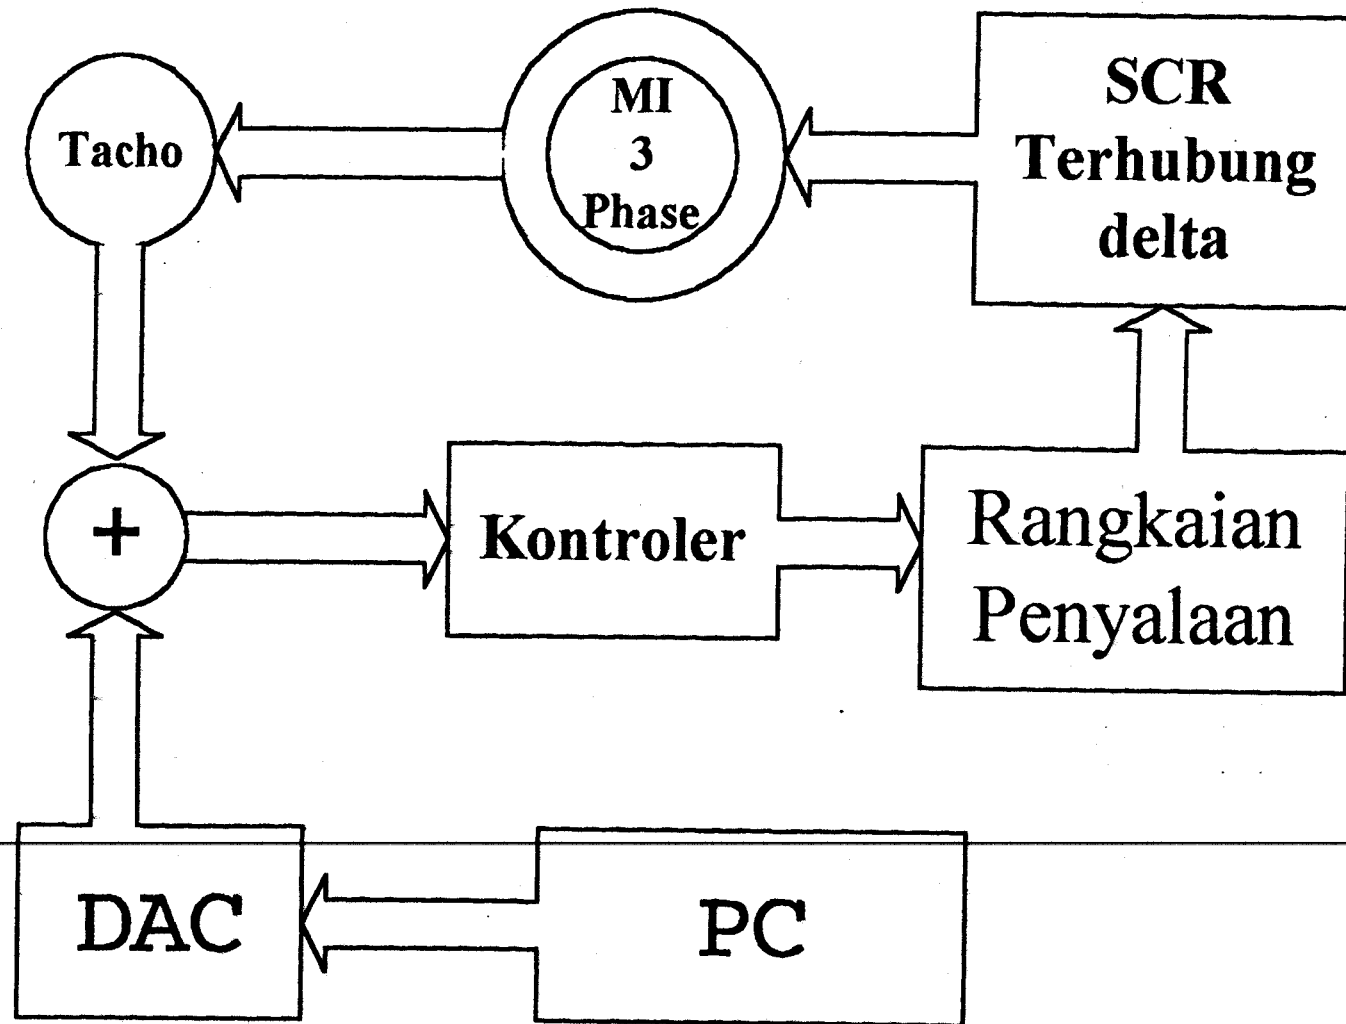 Tacho
MI
3
Phase
SCR
Terhubung
delta
+
Kontroler
Rangkaian
Penyalaan
DAC
PC